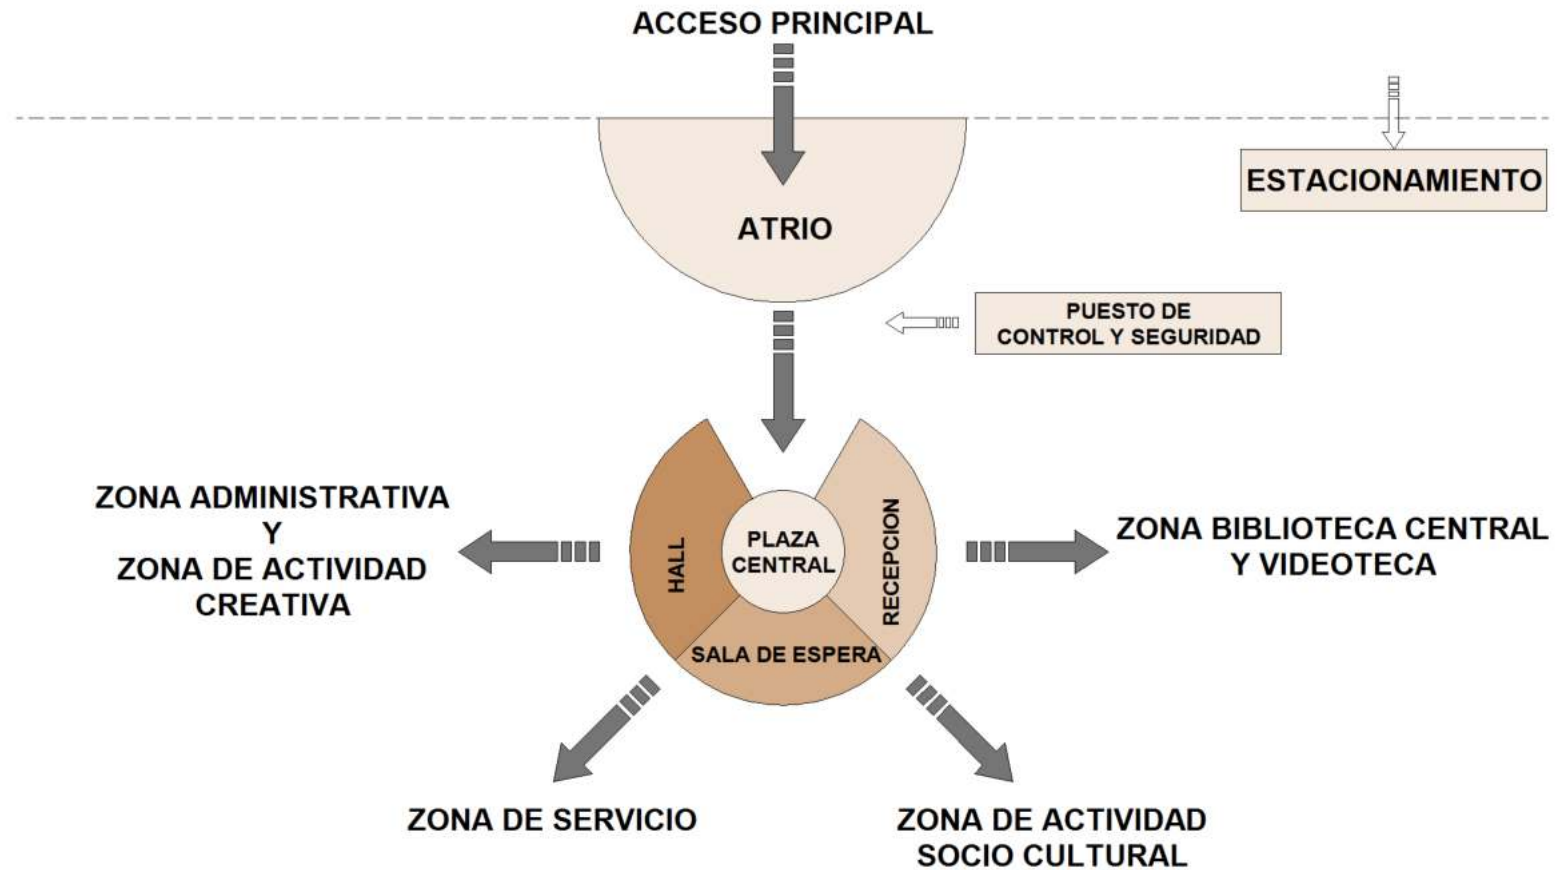 ACCESO PRINCIPAL
ESTACIONAMIENTO
ATRIO
PUESTO DE
CONTROL Y SEGURIDAD
ZONA ADMINISTRATIVA
Y
ZONA DE ACTIVIDAD
CREATIVA
HALL
PLAZA
CENTRAL
RECEPCION
SALA DE ESPERA
ZONA BIBLIOTECA CENTRAL
Y VIDEOTECA
ZONA DE SERVICIO
ZONA DE ACTIVIDAD
SOCIO CULTURAL